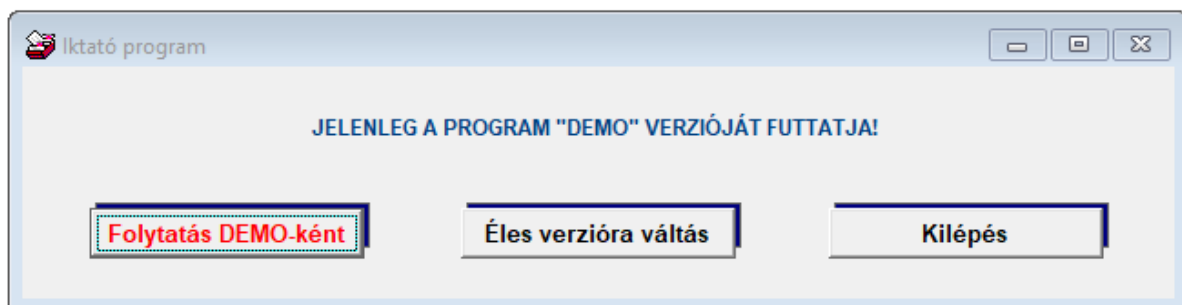 Iktató program
JELENLEG A PROGRAM "DEMO" VERZIÓJÁT FUTTATJA!
Folytatás DEMO-ként
Éles verzióra váltás
Kilépés